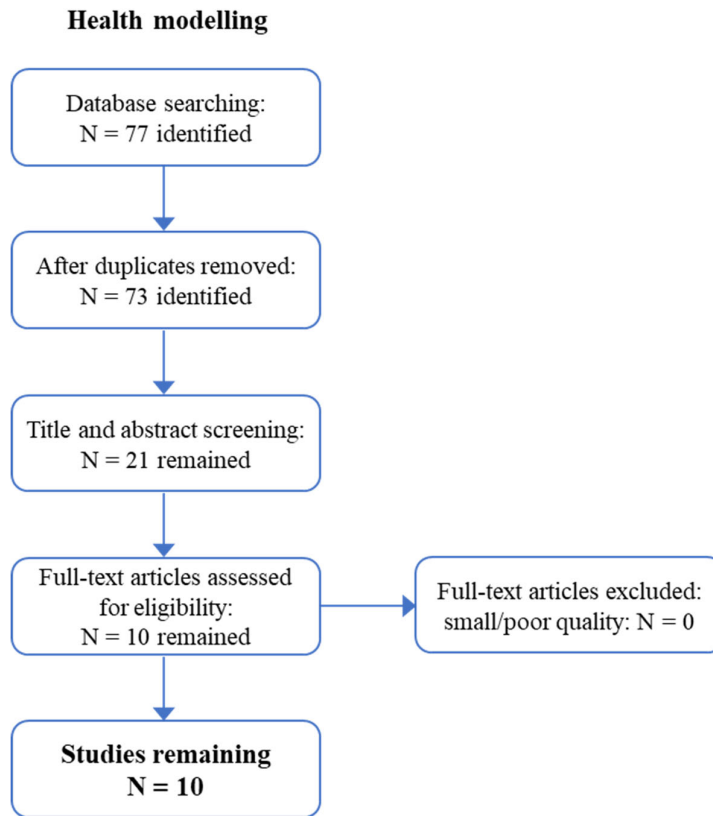 Health modelling
Database searching:
N = 77 identified
After duplicates removed:
N = 73 identified
Title and abstract screening:
N = 21 remained
Full-text articles assessed
for eligibility:
N = 10 remained
Full-text articles excluded:
small/poor quality: N = 0
Studies remaining
N = 10